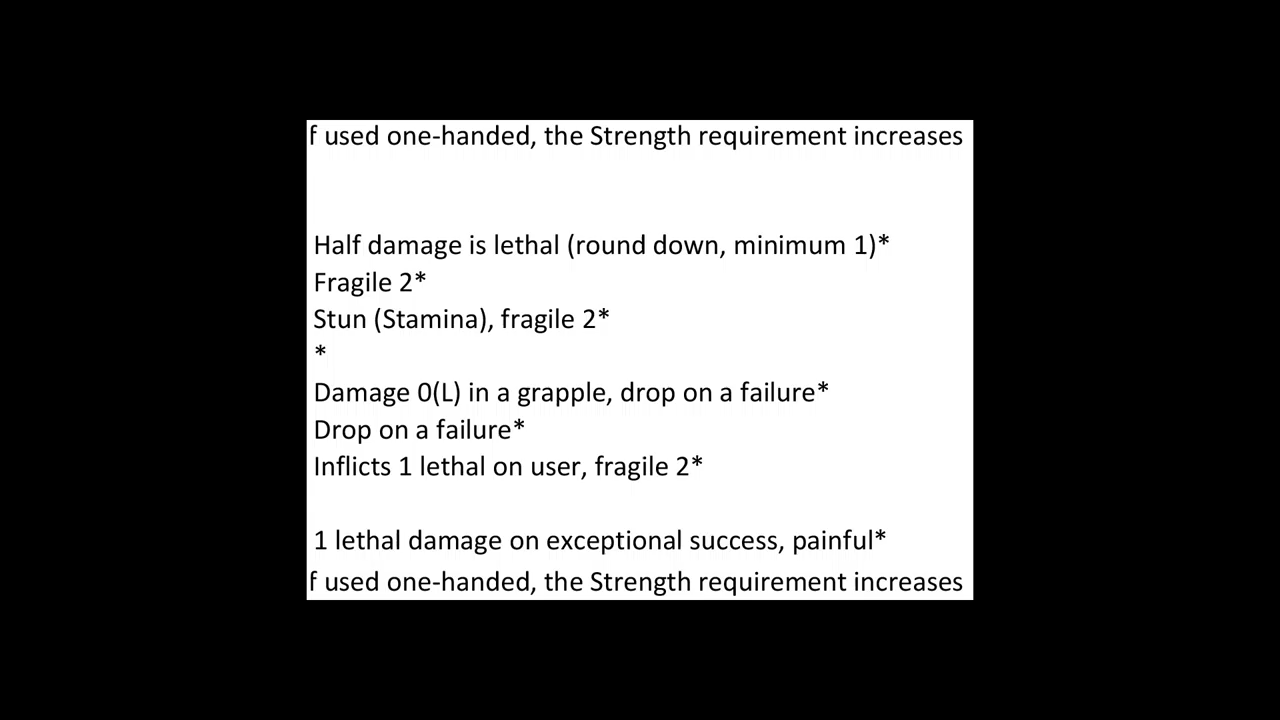 f used one-handed, the Strength requirement increases
Half damage is lethal (round down, minimum 1)*
Fragile 2*
Stun (Stamina), fragile 2*
*
Damage 0(L) in a grapple, drop on a failure*
Drop on a failure*
Inflicts 1 lethal on user, fragile 2*
1 lethal damage on exceptional success, painful*
f used one-handed, the Strength requirement increases